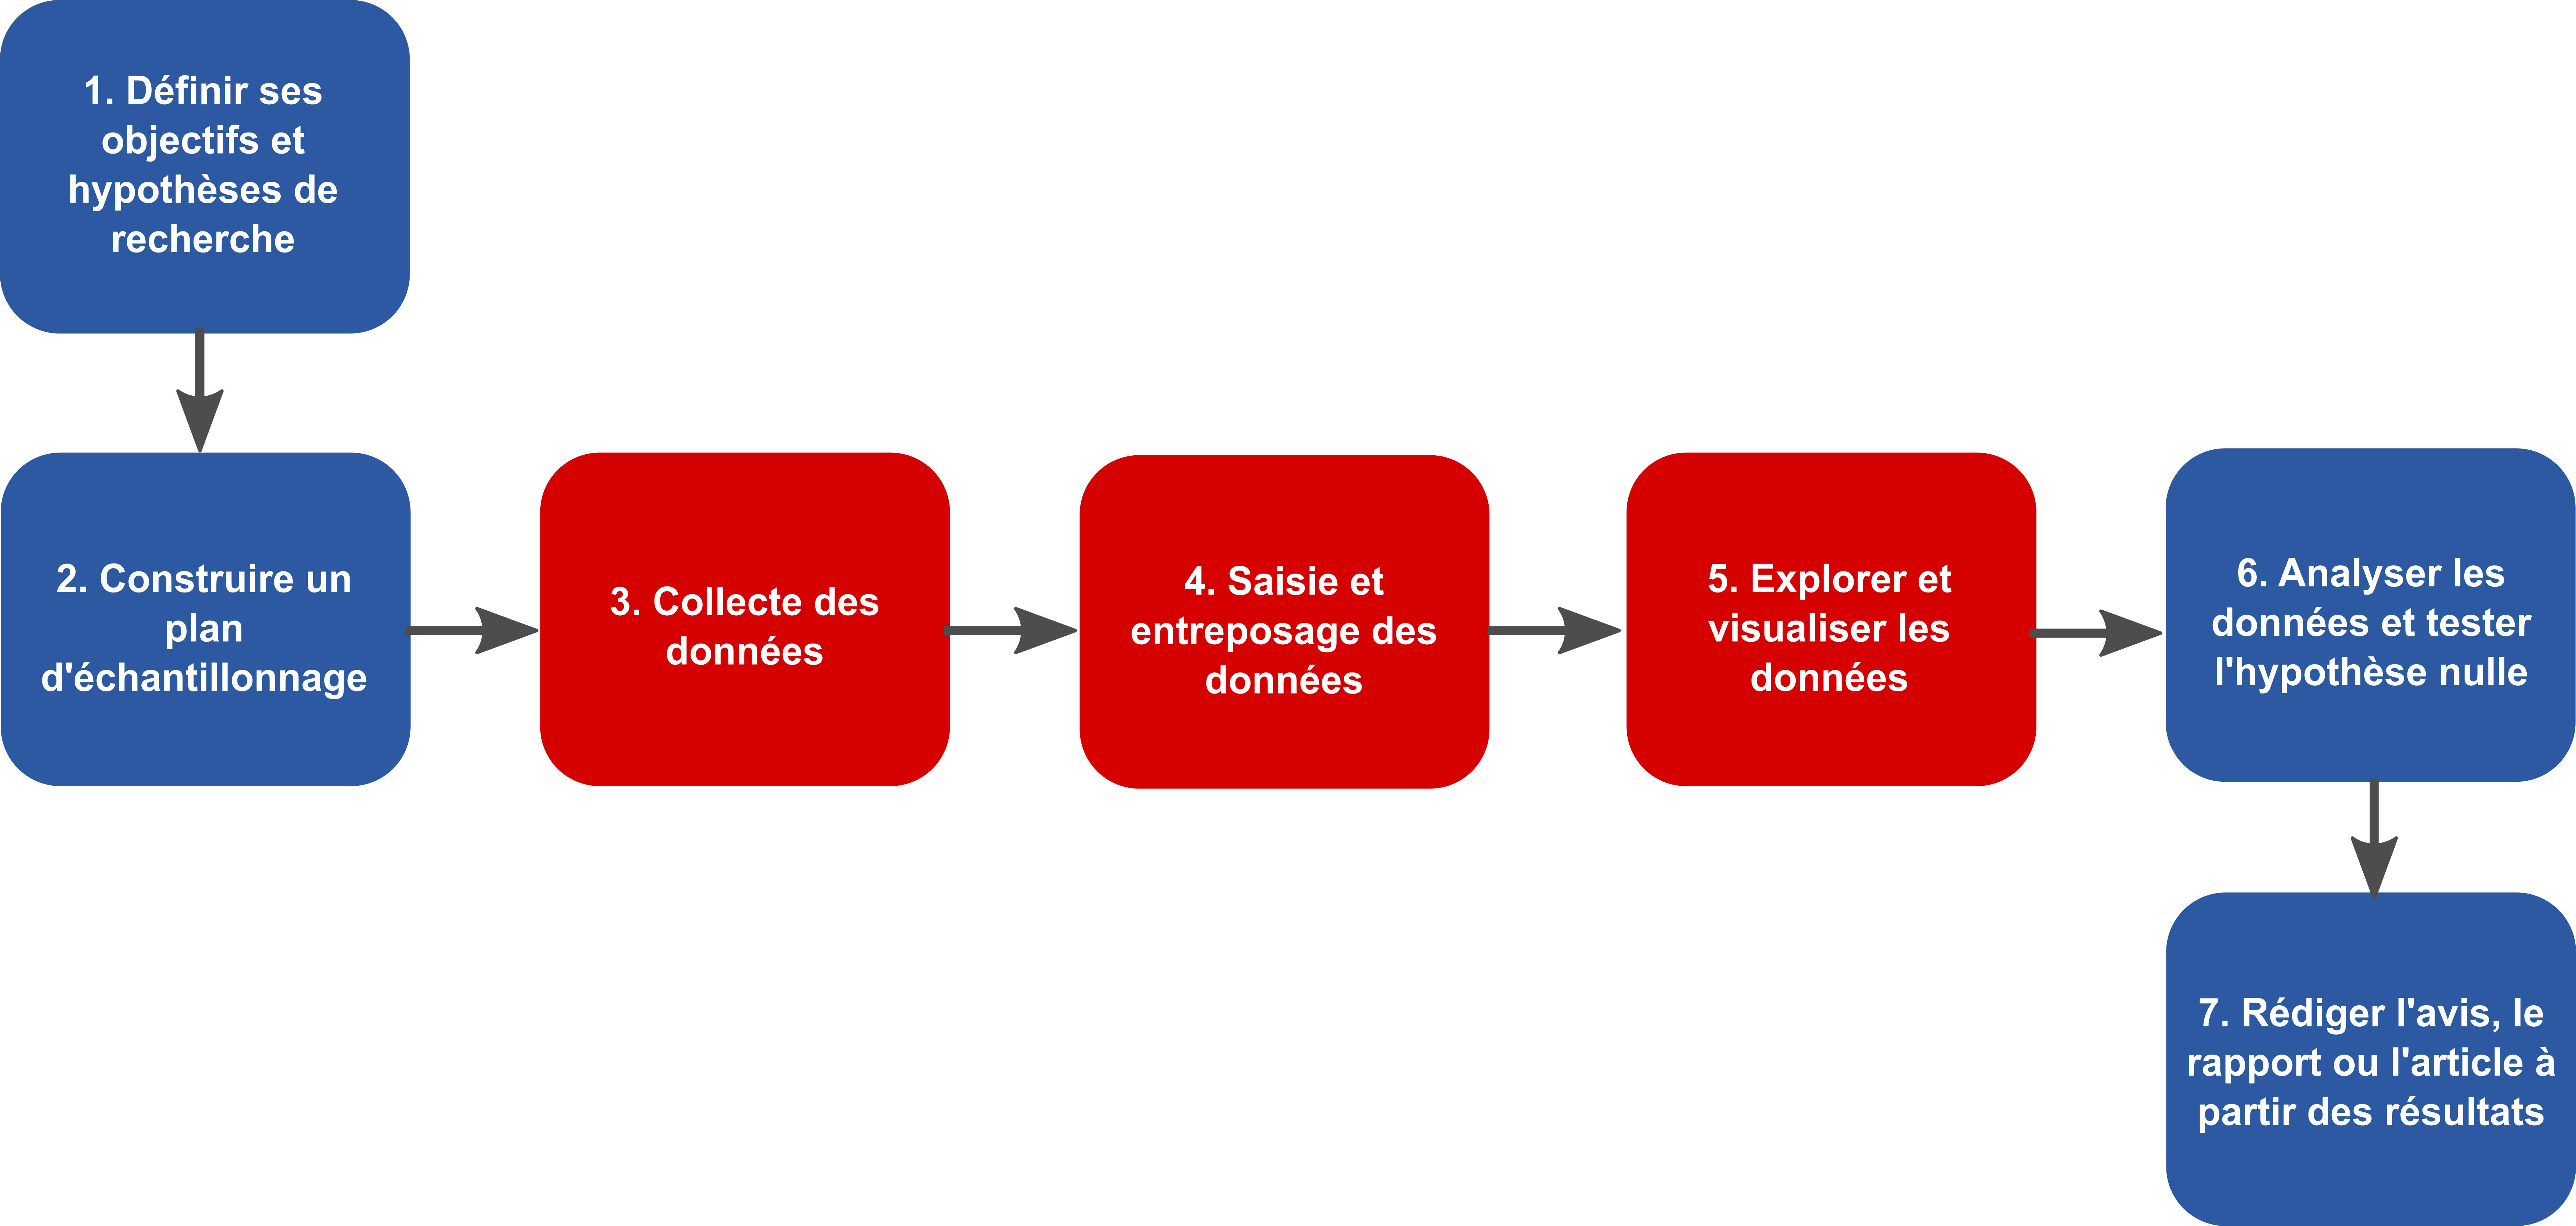 1. Définir ses
objectifs et
hypothèses de
recherche
2. Construire un
plan
d'échantillonnage
3. Collecte des
données
4. Saisie et
entreposage des
données
5. Explorer et
visualiser les
données
6. Analyser les
données et tester
l'hypothèse nulle
7. Rédiger l'avis, le
rapport ou l'article à
partir des résultats